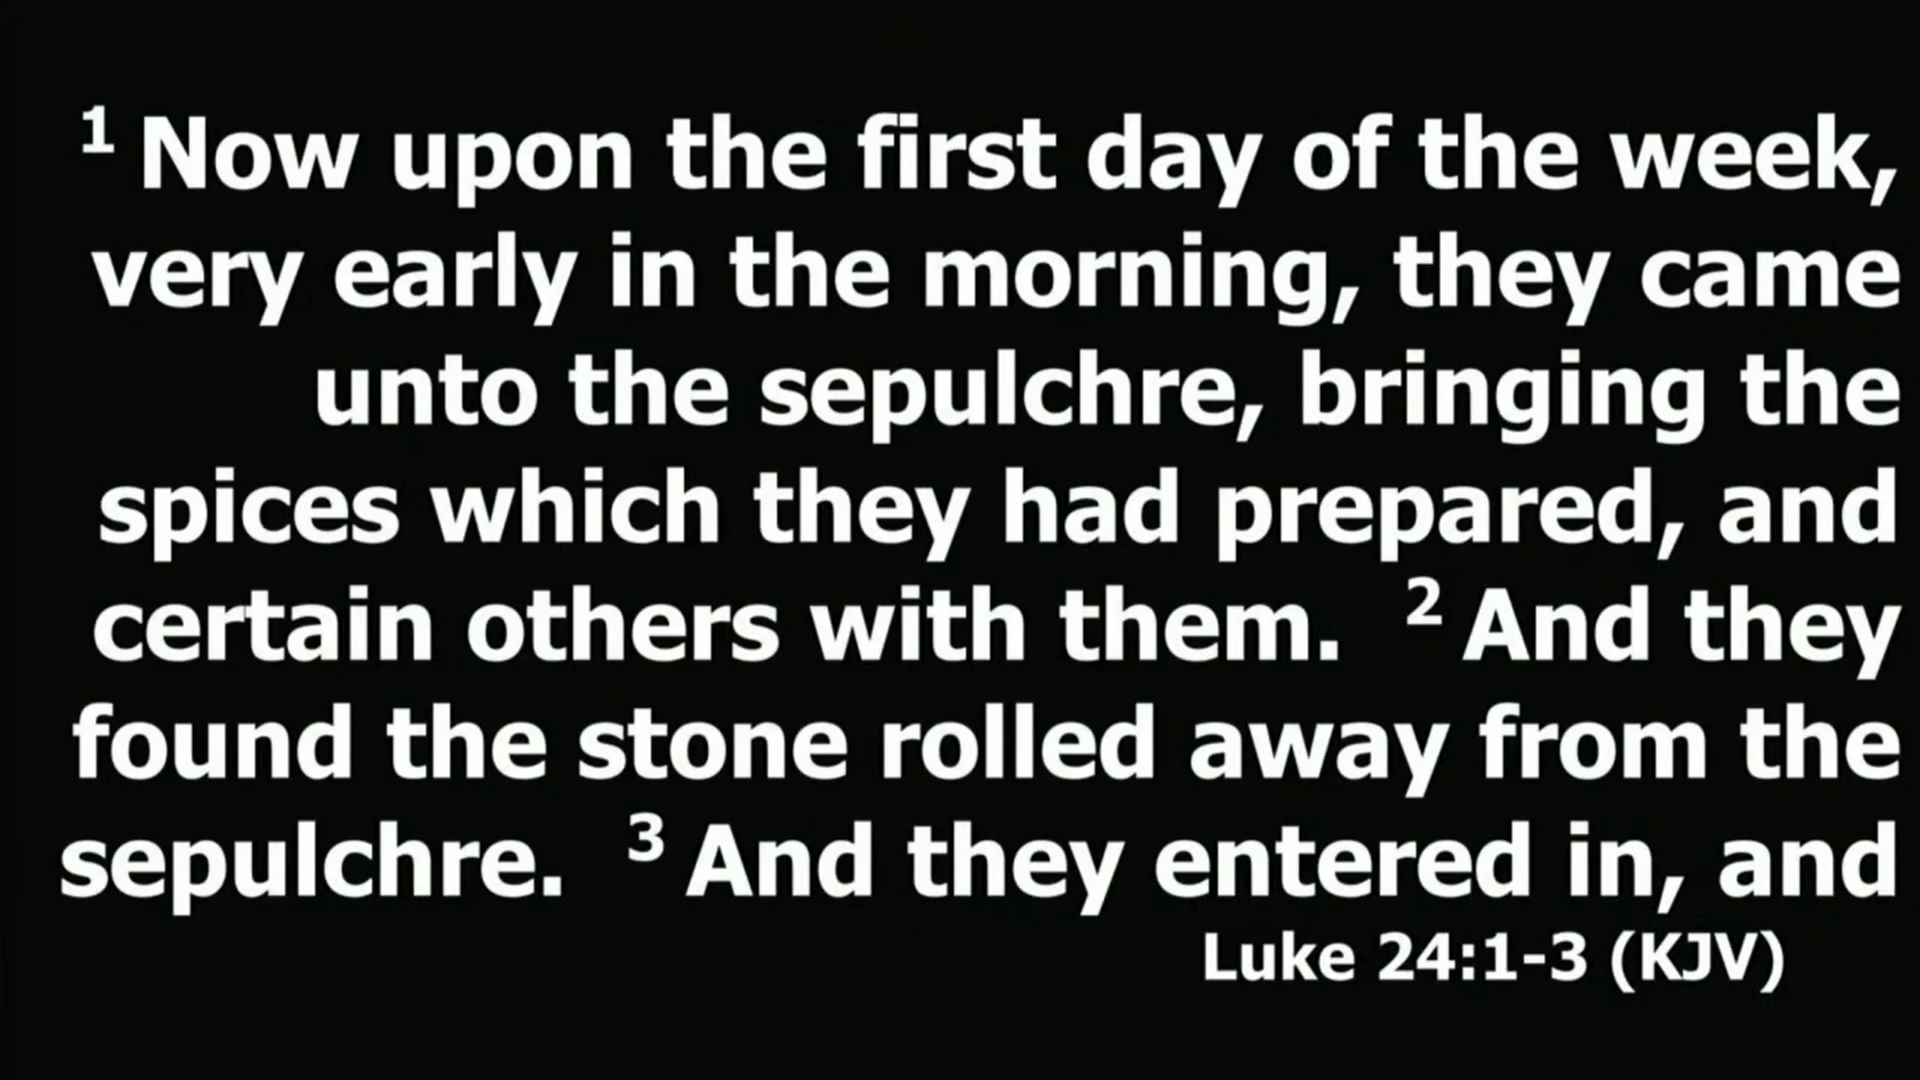 1 Now upon the first day of the week,
very early in the morning, they came
unto the sepulchre, bringing the
spices which they had prepared, and
certain others with them. 2 And they
found the stone rolled away from the
sepulchre. 3 And they entered in, and
Luke 24:1-3 (KJV)